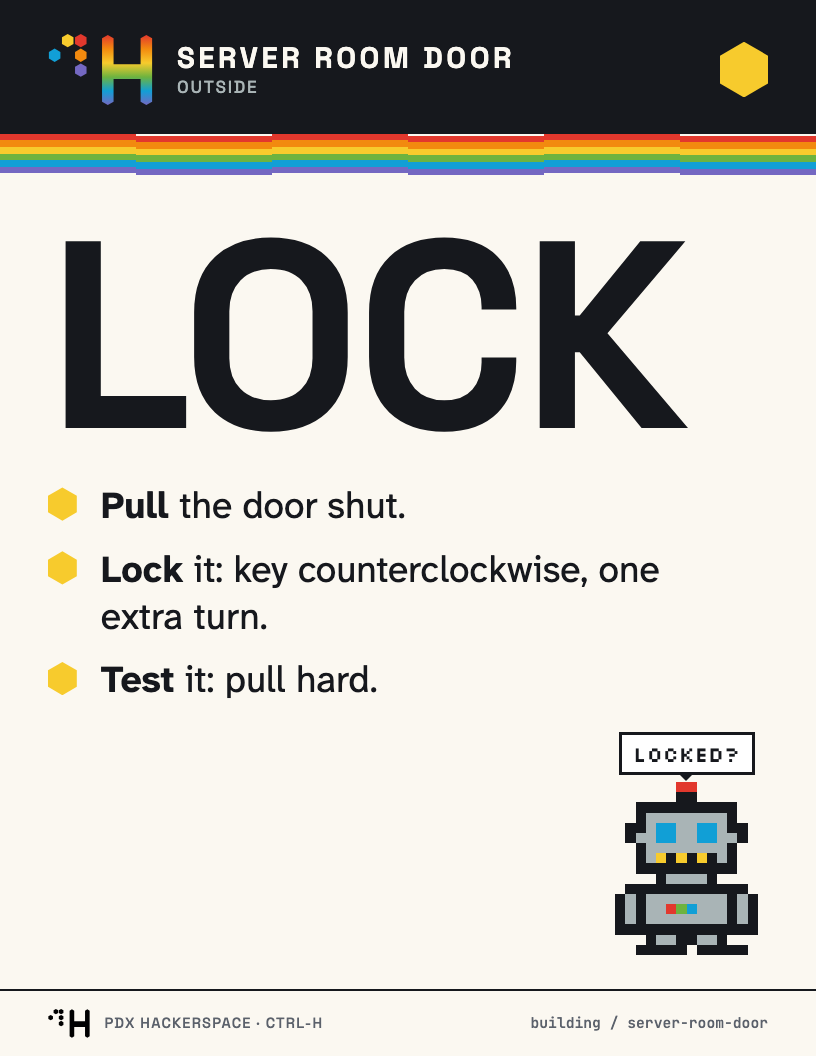 H
SERVER ROOM DOOR
OUTSIDE
LOCK
Pull the door shut.
Lock it: key counterclockwise, one
extra turn.
Test it: pull hard.
LOCKED?
H PDX HACKERSPACE · CTRL-H
building / server-room-door